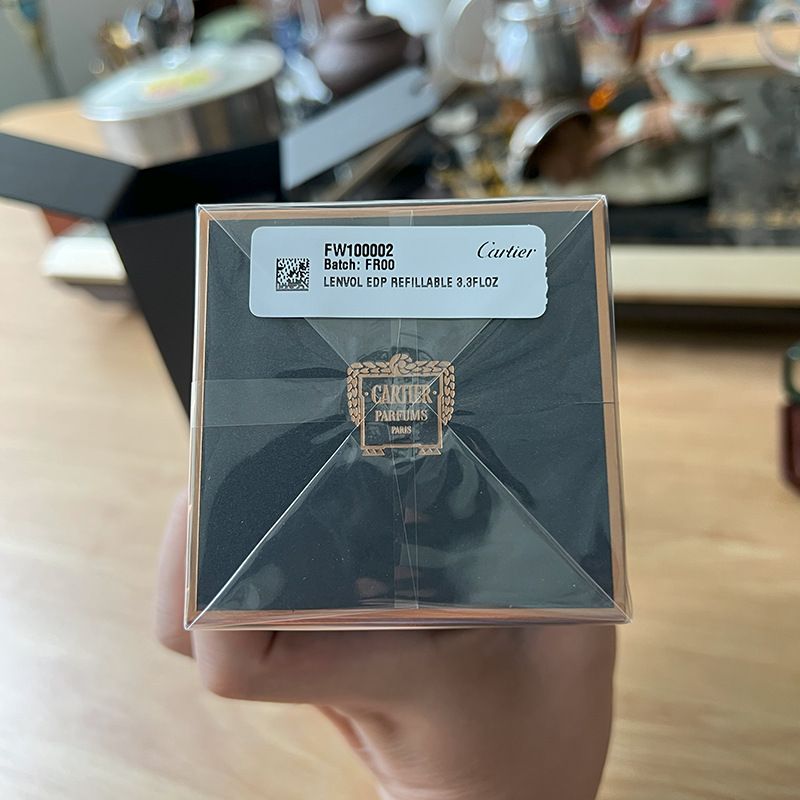 FW100002
Cartier
Batch: FR00
LENVOL EDP REFILLABLE 3.3FLOZ
CARTIER
PARFUMS
PARIS